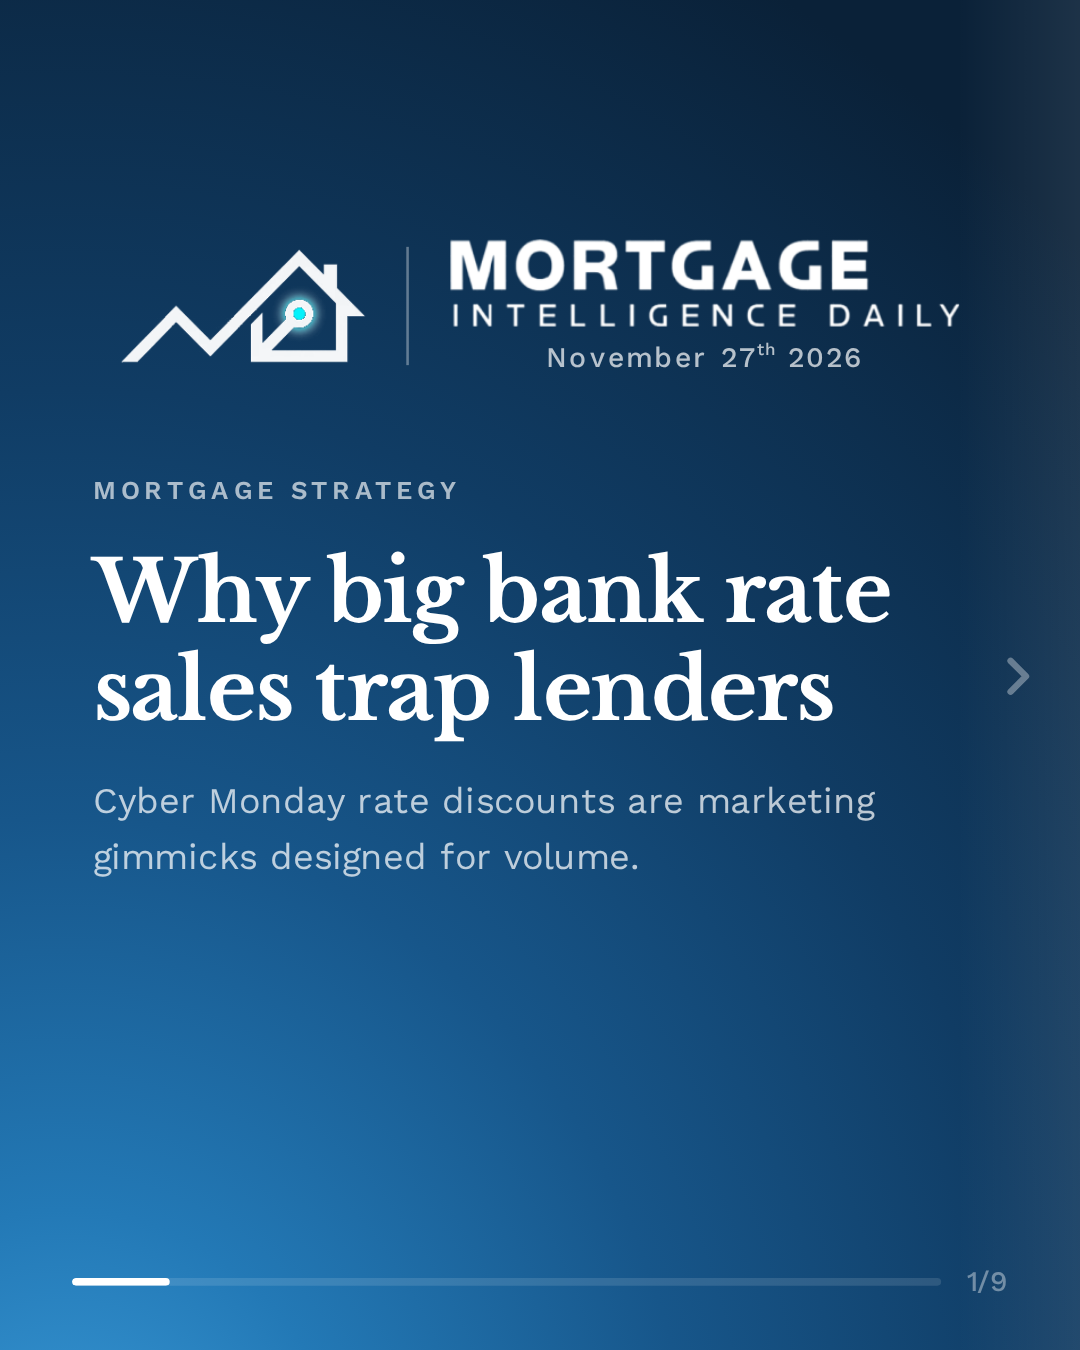 MORTGAGE
INTELLIGENCE DAILY
November 27th 2026
MORTGAGE STRATEGY
Why big bank rate
sales trap lenders
Cyber Monday rate discounts are marketing
gimmicks designed for volume.
1/9